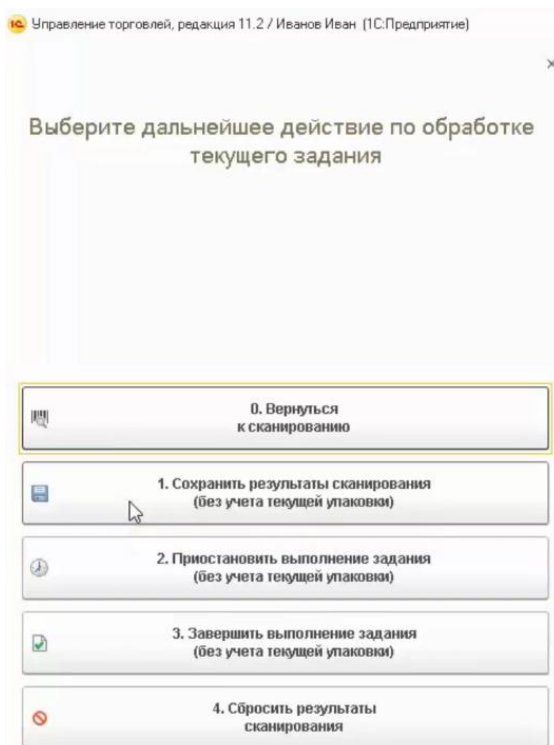 1С Управление торговлей, редакция 11.2 / Иванов Иван (1С:Предприятие)
Выберите дальнейшее действие по обработке
текущего задания
0. Вернуться
к сканированию
1. Сохранить результаты сканирования
(без учета текущей упаковки)
2. Приостановить выполнение задания
(без учета текущей упаковки)
3. Завершить выполнение задания
(без учета текущей упаковки)
4. Сбросить результаты
сканирования